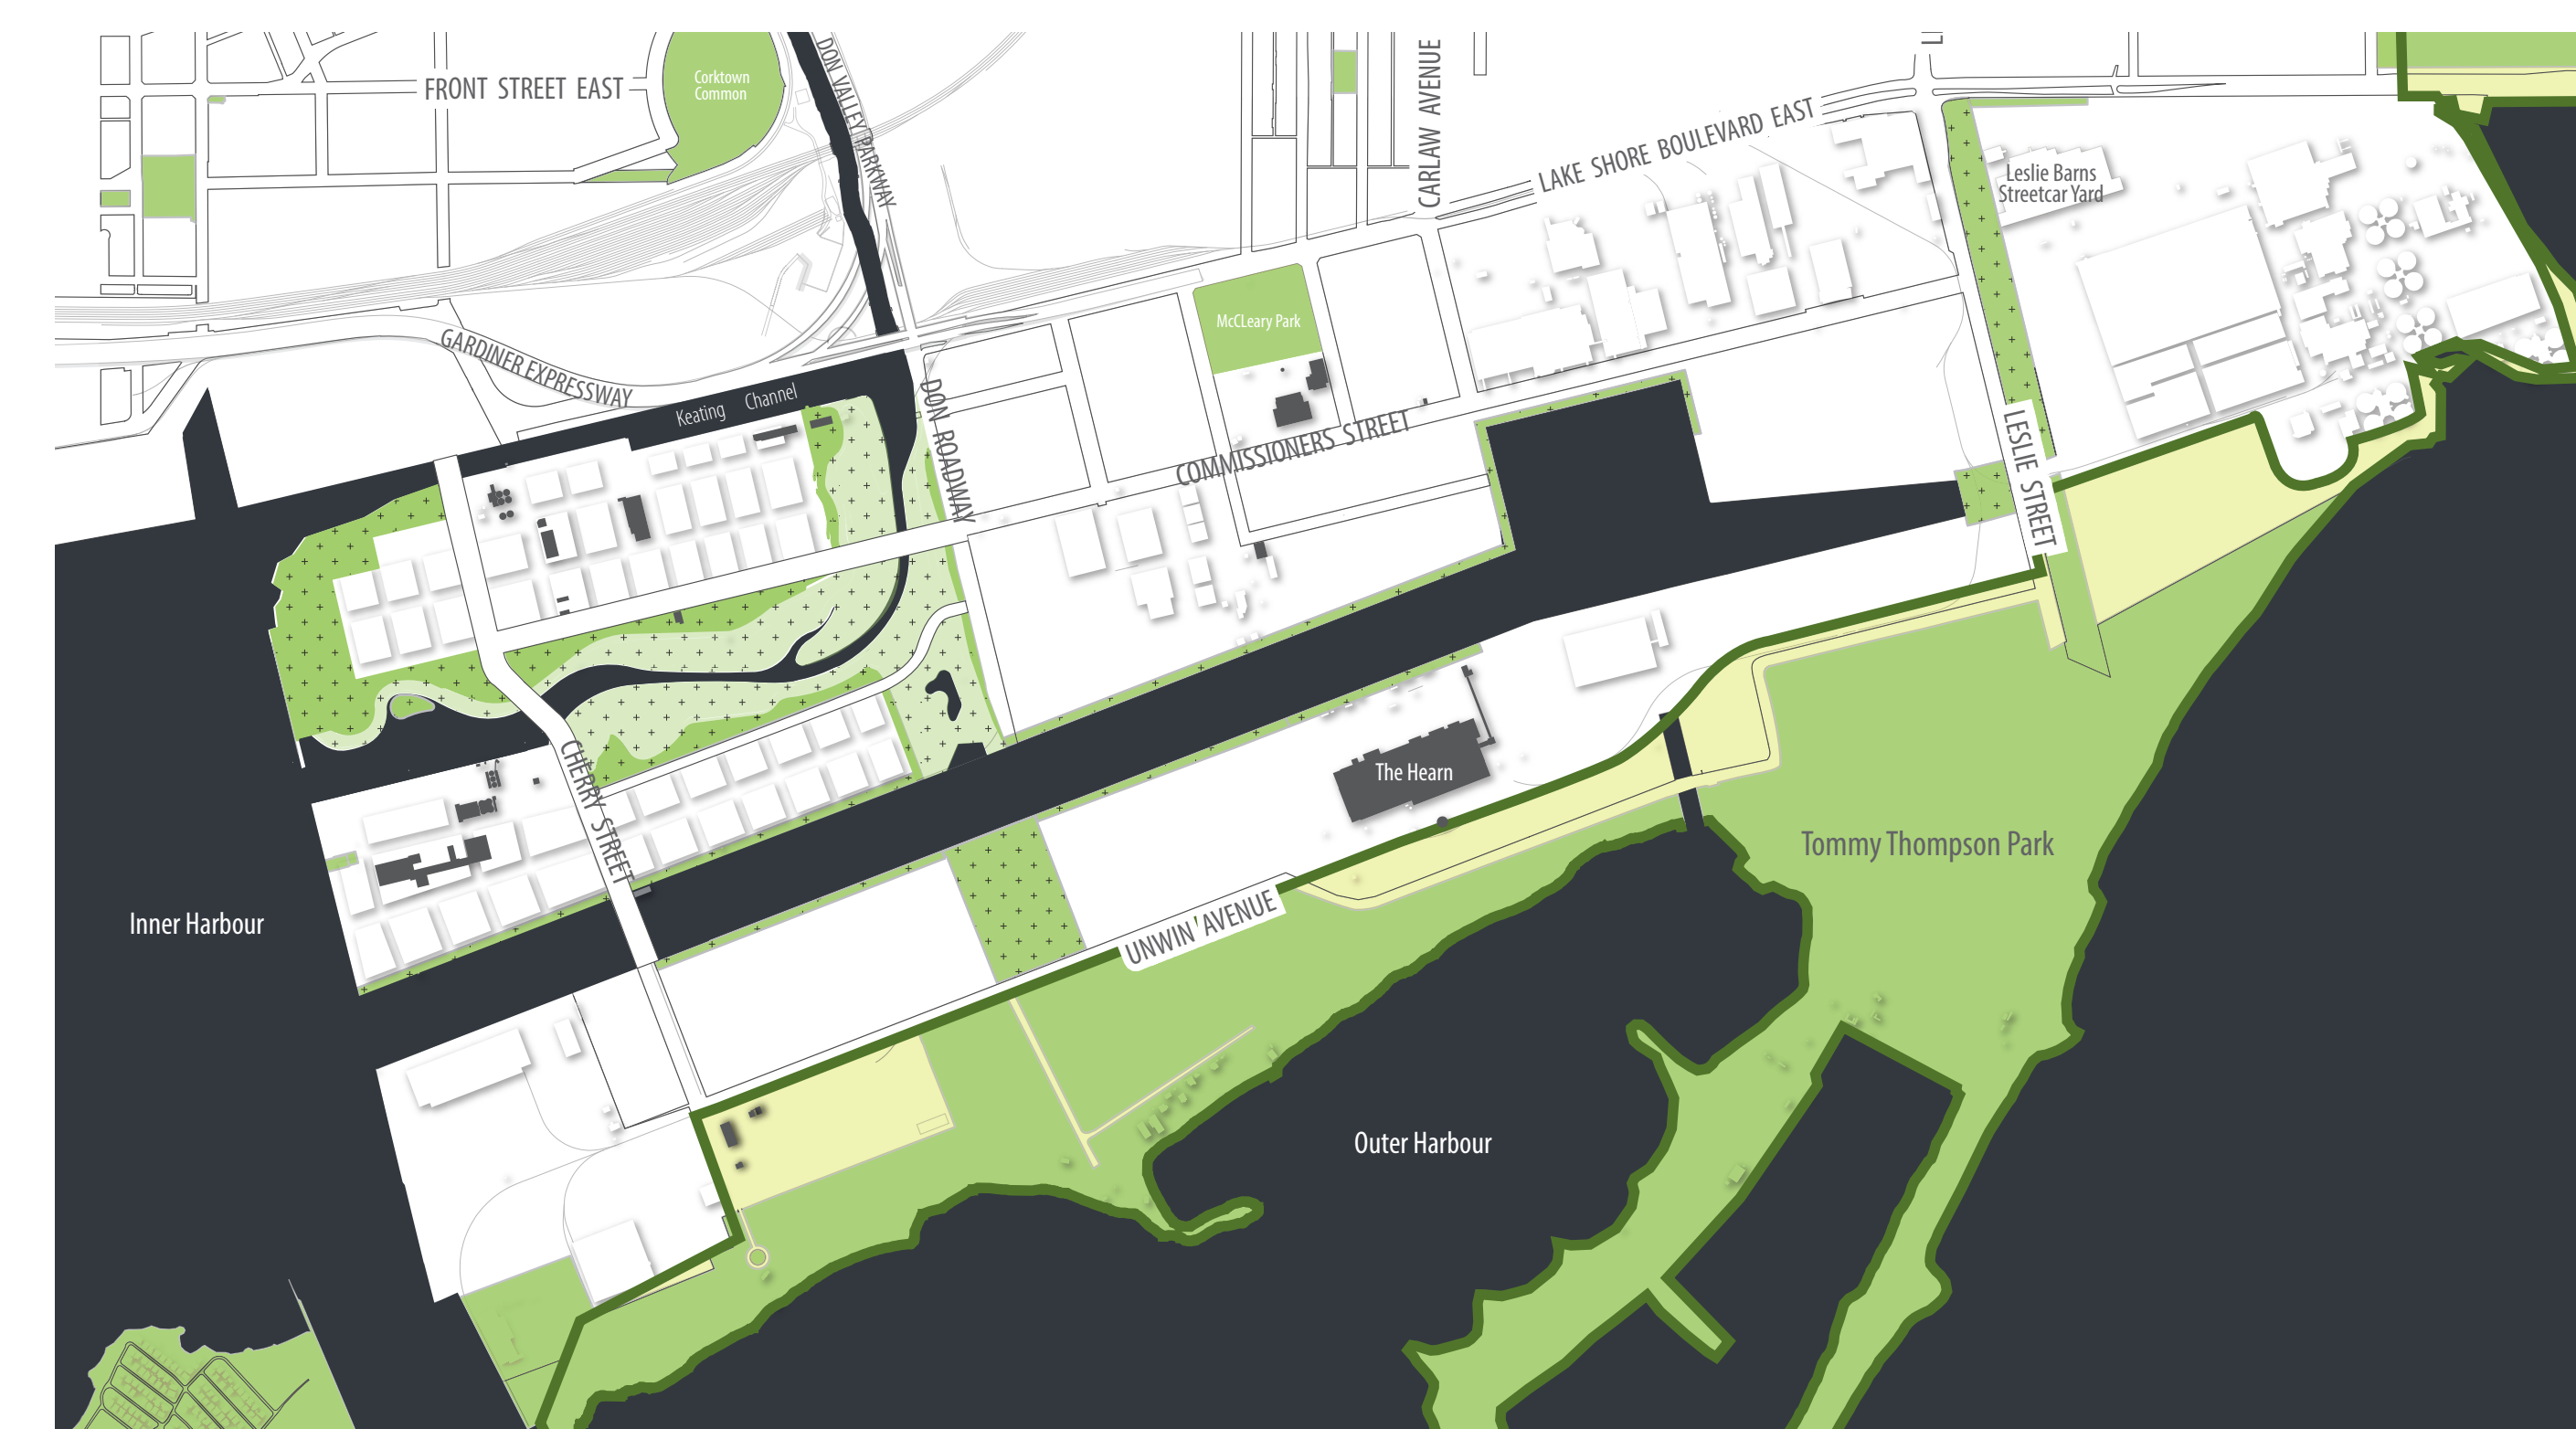 FRONT STREET EAST
Corktown
Common
DON VALLEY PARKWAY
CARLAW AVENUE
LAKE SHORE BOULEVARD EAST
Leslie Barns
Streetcar Yard
GARDINER EXPRESSWAY
McCLeary Park
Keating Channel
DON ROADWAY
COMMISSIONERS STREET
LESLIE STREET
CHERRY STREET
The Hearn
Tommy Thompson Park
Inner Harbour
UNWIN AVENUE
Outer Harbour